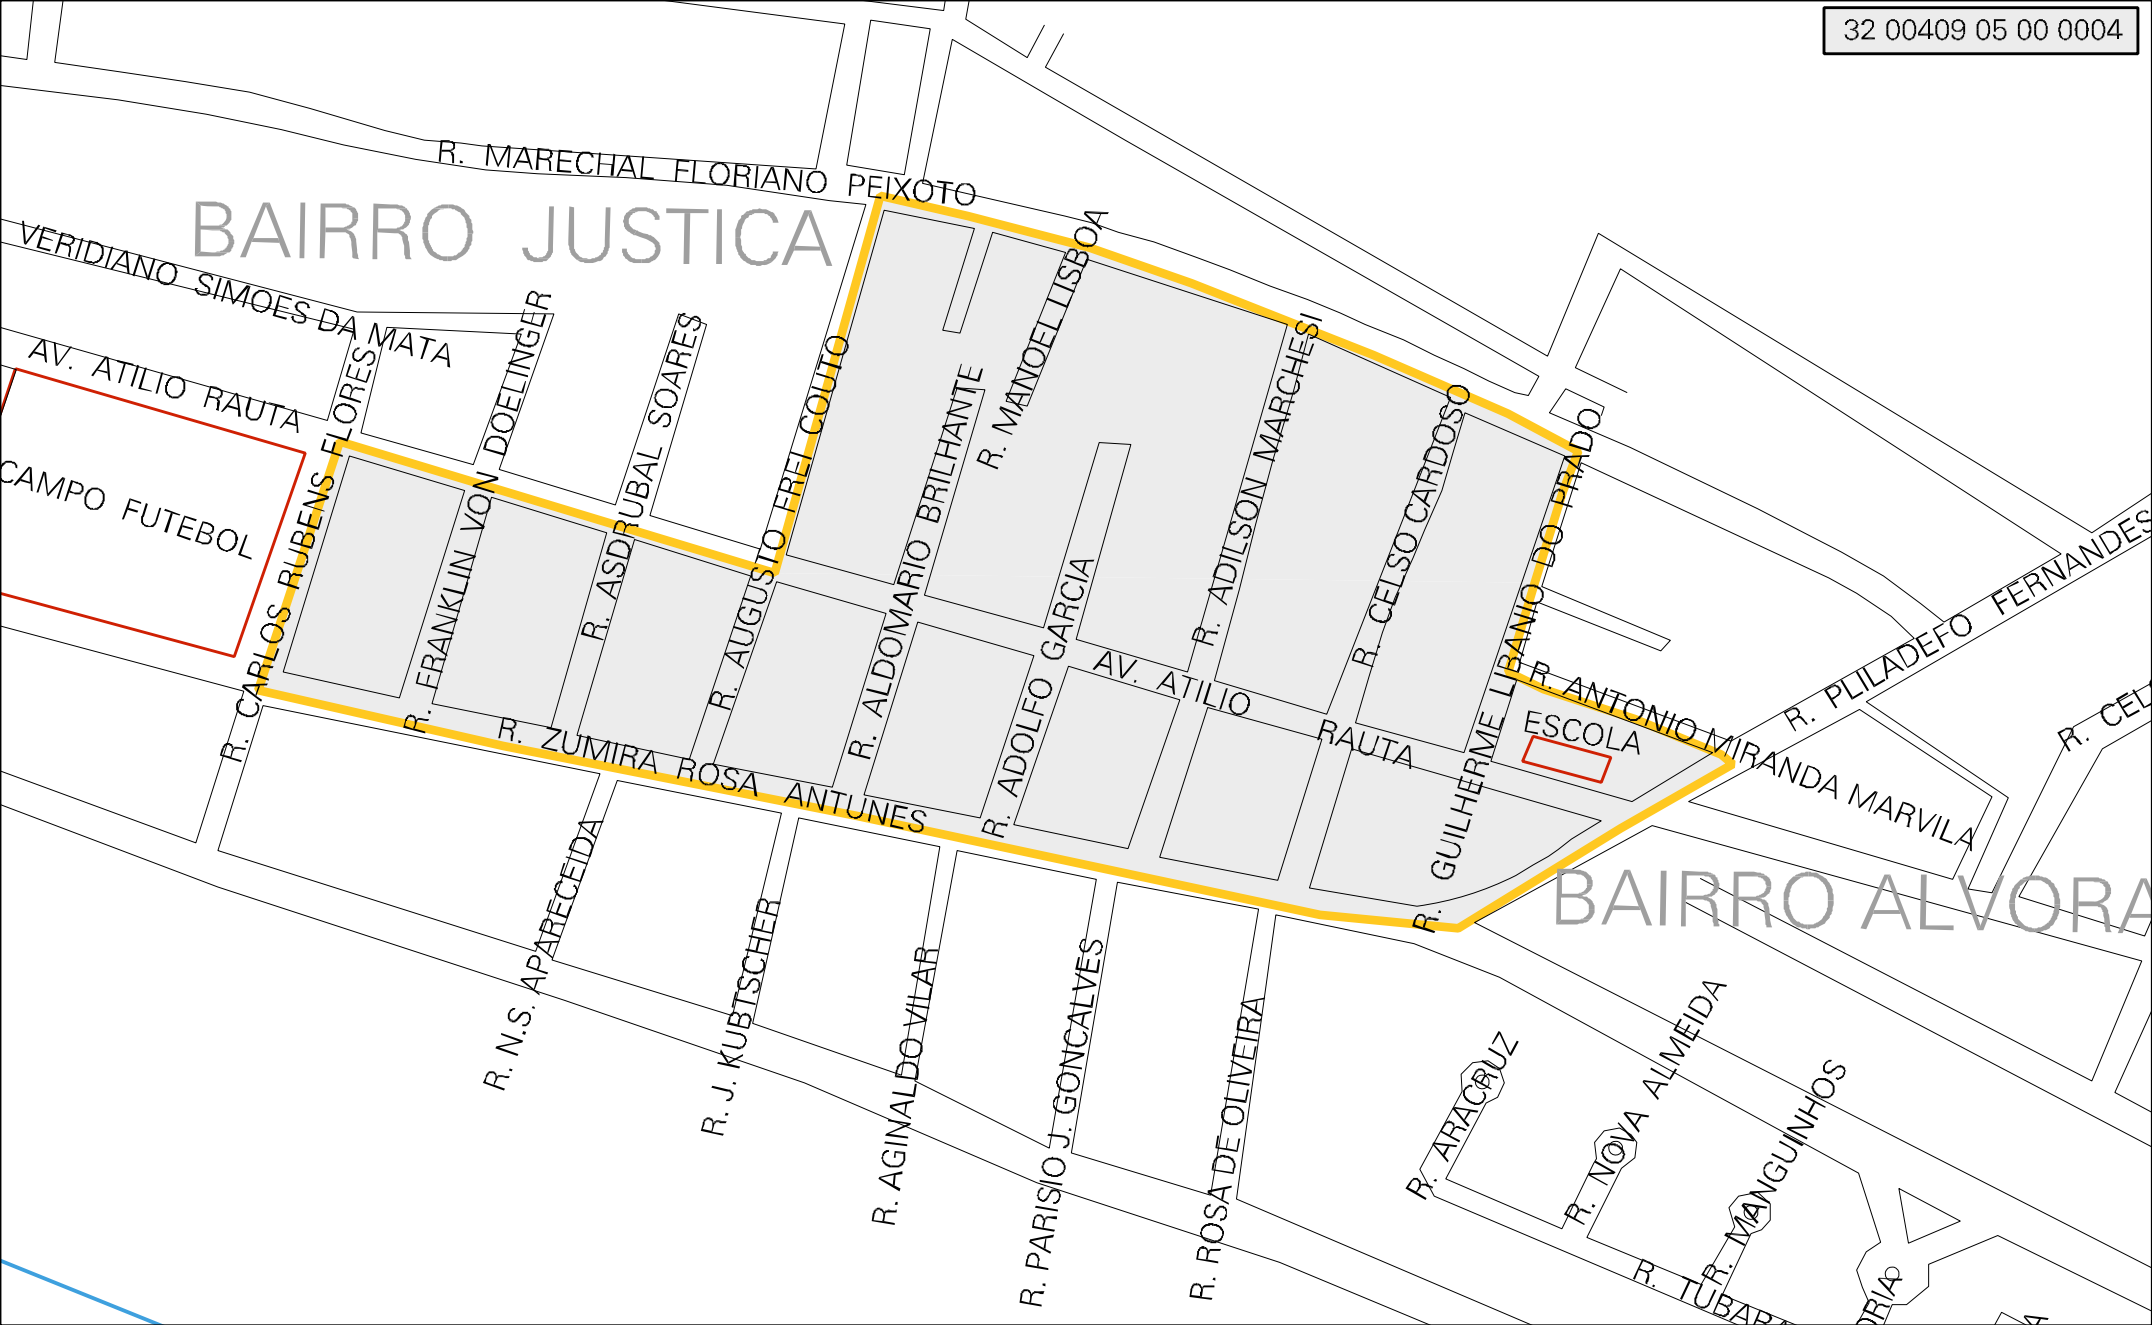 32 00409 05 00 0004
R. MARECHAL FLORIANO PEIXOTO
BAIRRO JUSTICA
VERIDIANO SIMOES DA MATA
AV. ATILIO RAUTA
CAMPO FUTEBOL
R. CARLOS RUBENS FLORES
R. FRANKLIN VON DOELINGER
R. ASDRUBAL SOARES
R. AUGUSTO FREI COUTO
R. ALDOMARIO BRILHANTE
R. MANOEL LISBOA
R. ADOLFO GARCIA
R. ADILSON MARCHESI
R. CELSO CARDOSO
R. GUILHERME LIBANIO DO PRADO
AV. ATILIO RAUTA
R. ZUMIRA ROSA ANTUNES
ESCOLA
R. ANTONIO MIRANDA MARVILA
R. PLILADEFO FERNANDES
R. CEL
BAIRRO ALVORA
R. N.S. APARECEIDA
R. J. KUBTSCHER
R. AGINALDO VILAR
R. PARISIO J. GONCALVES
R. ROSA DE OLIVEIRA
R. ARACRUZ
R. NOVA ALMEIDA
R. MANGUINHOS
R. TUBARA
ORIA
A